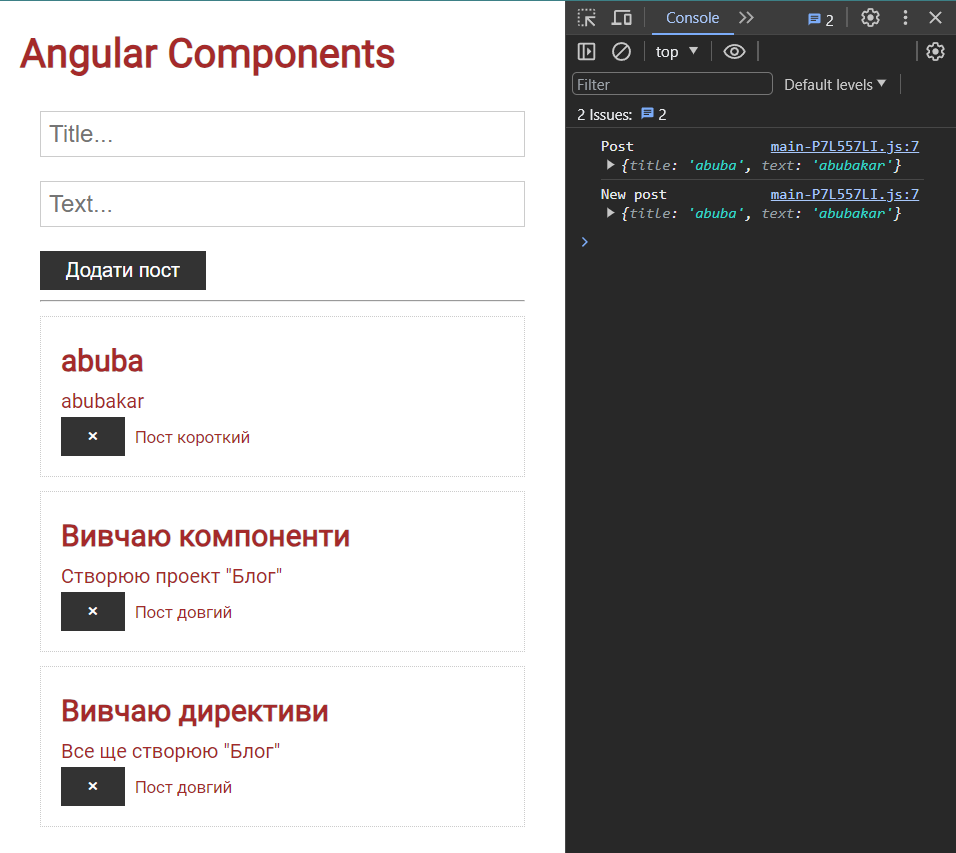 Angular Components
Title...
Text...
Додати пост
abuba
abubakar
× Пост короткий
Вивчаю компоненти
Створюю проект "Блог"
× Пост довгий
Вивчаю директиви
Все ще створюю "Блог"
× Пост довгий
Console 2
top
Filter Default levels
2 Issues: 2
Post main-P7L557LI.js:7
{title: 'abuba', text: 'abubakar'}
New post main-P7L557LI.js:7
{title: 'abuba', text: 'abubakar'}